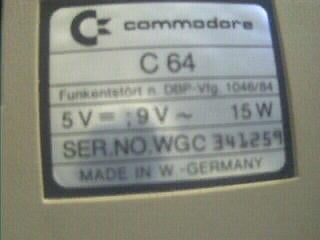 commodore
C 64
Funkentstört n. DBP-Vfg. 1046/84
5 V ⎓ ; 9 V ~ 15 W
SER.NO.WGC 341259
MADE IN W.-GERMANY